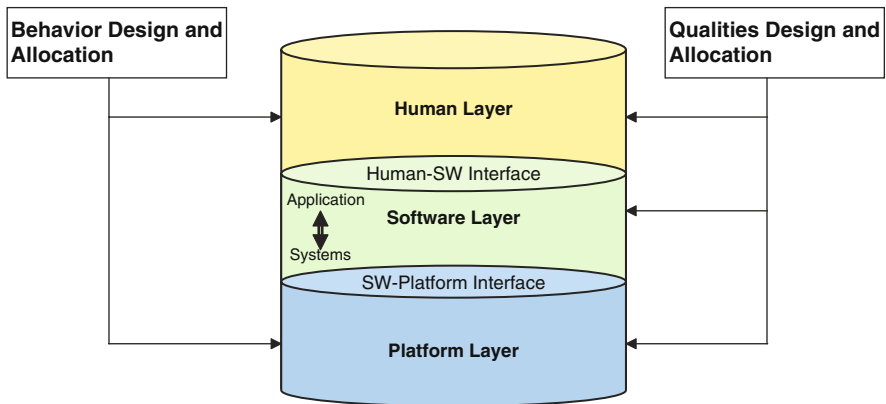 Behavior Design and
Allocation
Qualities Design and
Allocation
Human Layer
Human-SW Interface
Application
Software Layer
Systems
SW-Platform Interface
Platform Layer